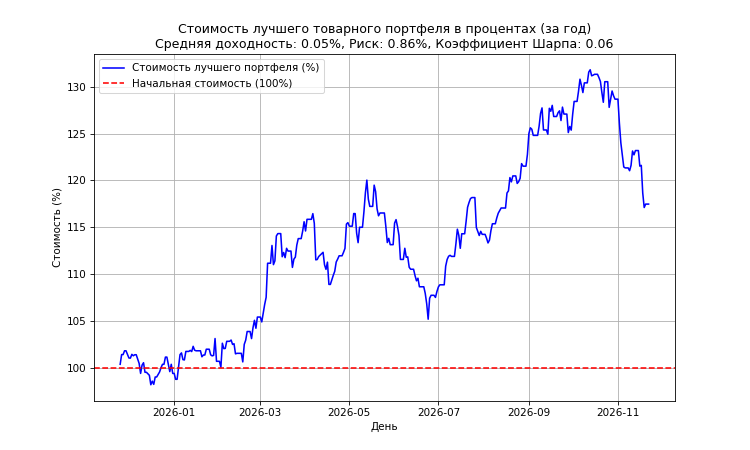 Стоимость лучшего товарного портфеля в процентах (за год)
Средняя доходность: 0.05%, Риск: 0.86%, Коэффициент Шарпа: 0.06
Стоимость лучшего портфеля (%)
Начальная стоимость (100%)
Стоимость (%)
130
125
120
115
110
105
100
2026-01 2026-03 2026-05 2026-07 2026-09 2026-11
День